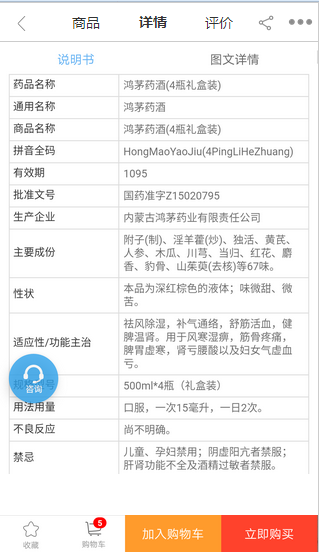 商品 详情 评价
说明书 图文详情
药品名称 鸿茅药酒(4瓶礼盒装)
通用名称 鸿茅药酒
商品名称 鸿茅药酒(4瓶礼盒装)
拼音全码 HongMaoYaoJiu(4PingLiHeZhuang)
有效期 1095
批准文号 国药准字Z15020795
生产企业 内蒙古鸿茅药业有限责任公司
主要成份 附子(制)、淫羊藿(炒)、独活、黄芪、
人参、木瓜、川芎、当归、红花、麝
香、豹骨、山茱萸(去核)等67味。
性状 本品为深红棕色的液体；味微甜、微
苦。
适应性/功能主治 祛风除湿，补气通络，舒筋活血，健
脾温肾。用于风寒湿痹，筋骨疼痛，
脾胃虚寒，肾亏腰酸以及妇女气虚血
亏。
号 500ml*4瓶（礼盒装）
咨询
用法用量 口服，一次15毫升，一日2次。
不良反应 尚不明确。
禁忌 儿童、孕妇禁用；阴虚阳亢者禁服；
肝肾功能不全及酒精过敏者禁服。
收藏 购物车 5 加入购物车 立即购买